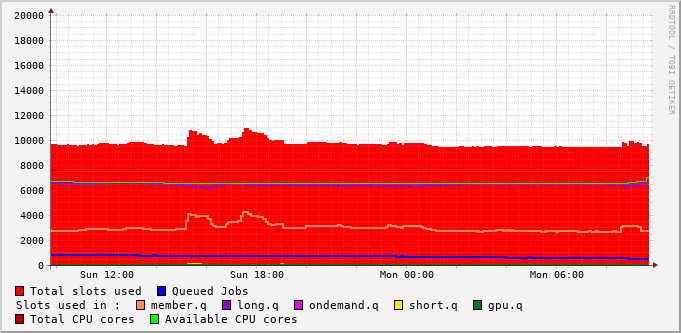 20000
18000
16000
14000
12000
10000
8000
6000
4000
2000
0
Sun 12:00 Sun 18:00 Mon 00:00 Mon 06:00
RRDTOOL / TOBI OETIKER
Total slots used Queued Jobs
Slots used in : member.q long.q ondemand.q short.q gpu.q
Total CPU cores Available CPU cores